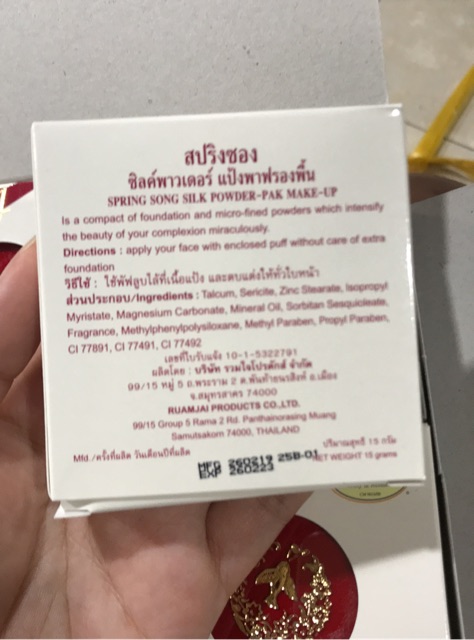 สปริงซอง
ซิลค์พาวเดอร์ แป้งพาฟรองพื้น
SPRING SONG SILK POWDER-PAK MAKE-UP
Is a compact of foundation and micro-fined powders which intensify
the beauty of your complexion miraculously.
Directions : apply your face with enclosed puff without care of extra
foundation
วิธีใช้ : ใช้พัฟลูบไล้ที่เนื้อแป้ง และตบแต่งให้ทั่วใบหน้า
ส่วนประกอบ/Ingredients : Talcum, Sericite, Zinc Stearate, Isopropyl
Myristate, Magnesium Carbonate, Mineral Oil, Sorbitan Sesquioleate,
Fragrance, Methylphenylpolysiloxane, Methyl Paraben, Propyl Paraben,
CI 77891, CI 77491, CI 77492
เลขที่ใบรับแจ้ง 10-1-5322791
ผลิตโดย : บริษัท รวมใจโปรดักส์ จำกัด
99/15 หมู่ 5 ถ.พระราม 2 ต.พันท้ายนรสิงห์ อ.เมือง
จ.สมุทรสาคร 74000
RUAMJAI PRODUCTS CO.,LTD.
99/15 Group 5 Rama 2 Rd. Panthainorasing Muang
Samutsakorn 74000, THAILAND
Mfd./ครั้งที่ผลิต วันเดือนปีที่ผลิต
ปริมาณสุทธิ 15 กรัม
MFG 260219 25B-01
NET WEIGHT 15 grams
EXP 260223